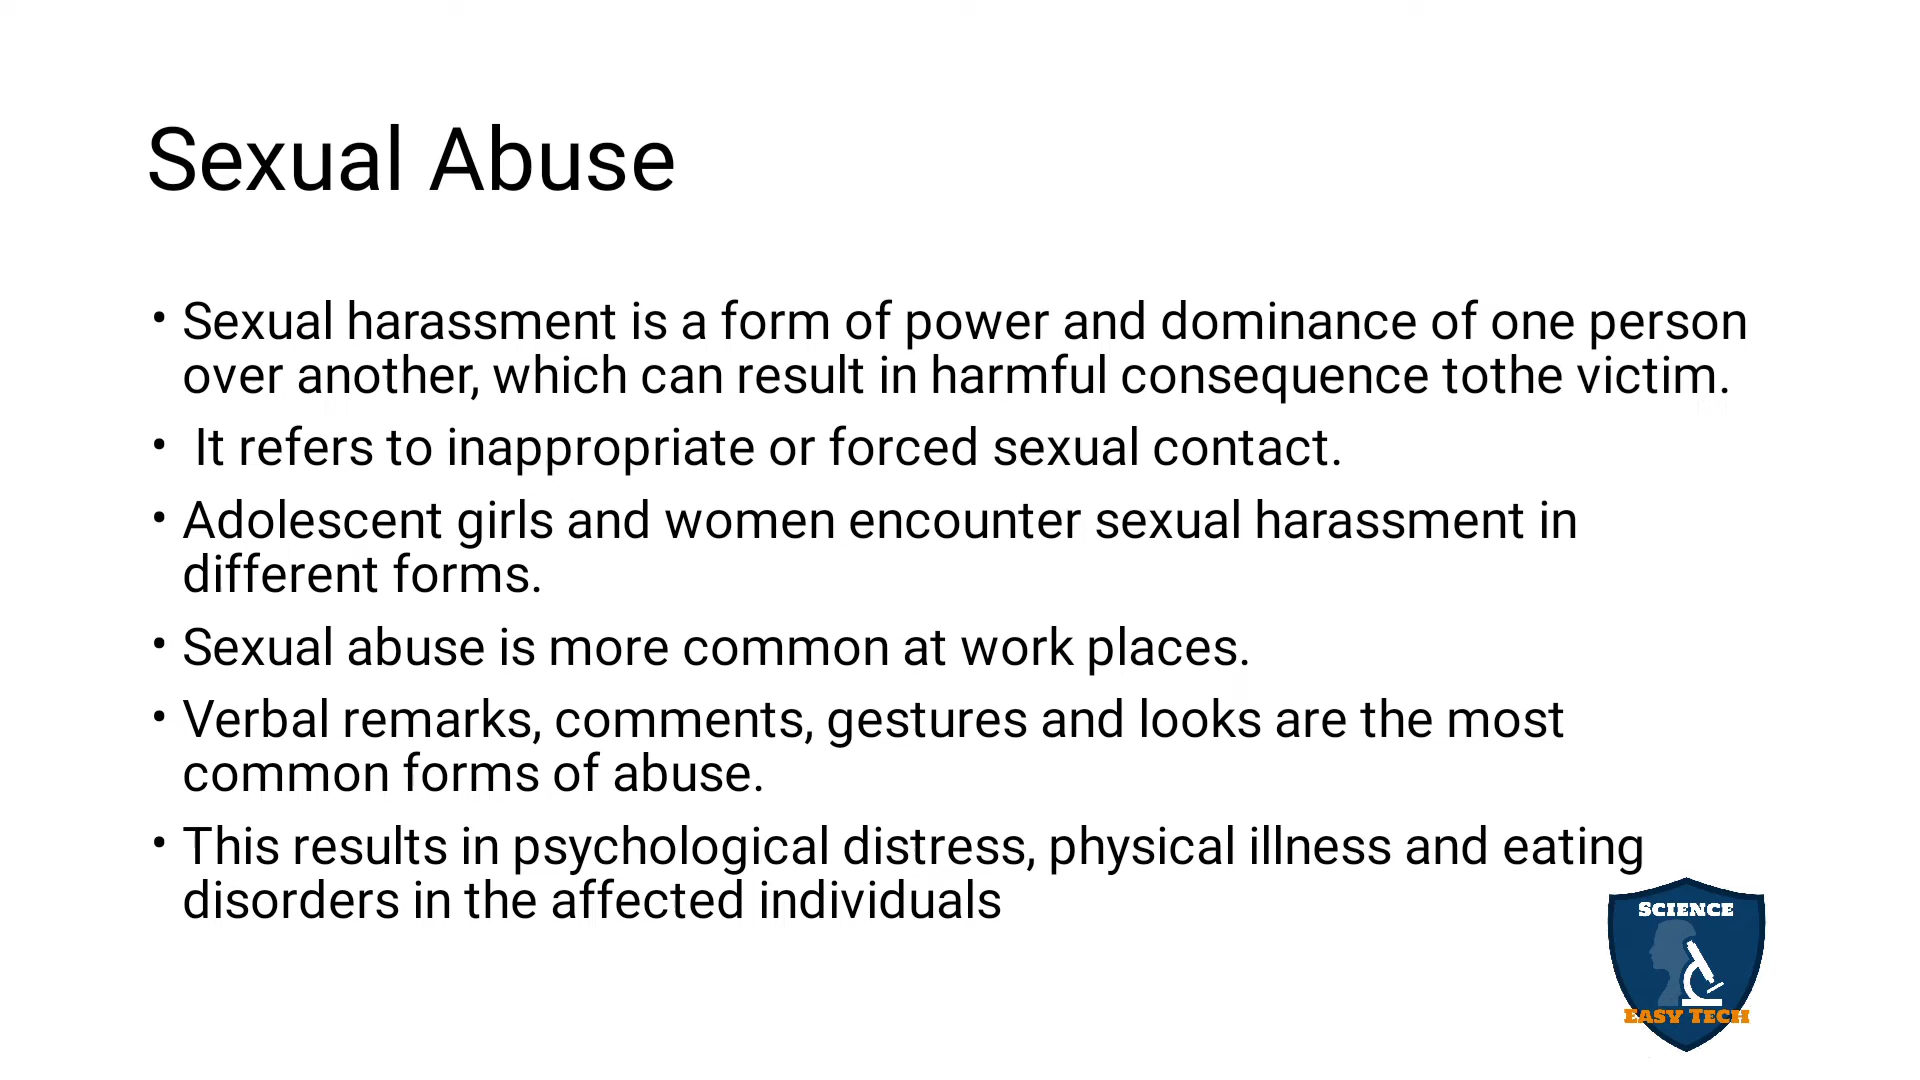 Sexual Abuse
• Sexual harassment is a form of power and dominance of one person
over another, which can result in harmful consequence tothe victim.
• It refers to inappropriate or forced sexual contact.
• Adolescent girls and women encounter sexual harassment in
different forms.
• Sexual abuse is more common at work places.
• Verbal remarks, comments, gestures and looks are the most
common forms of abuse.
• This results in psychological distress, physical illness and eating
disorders in the affected individuals
SCIENCE
EASY TECH